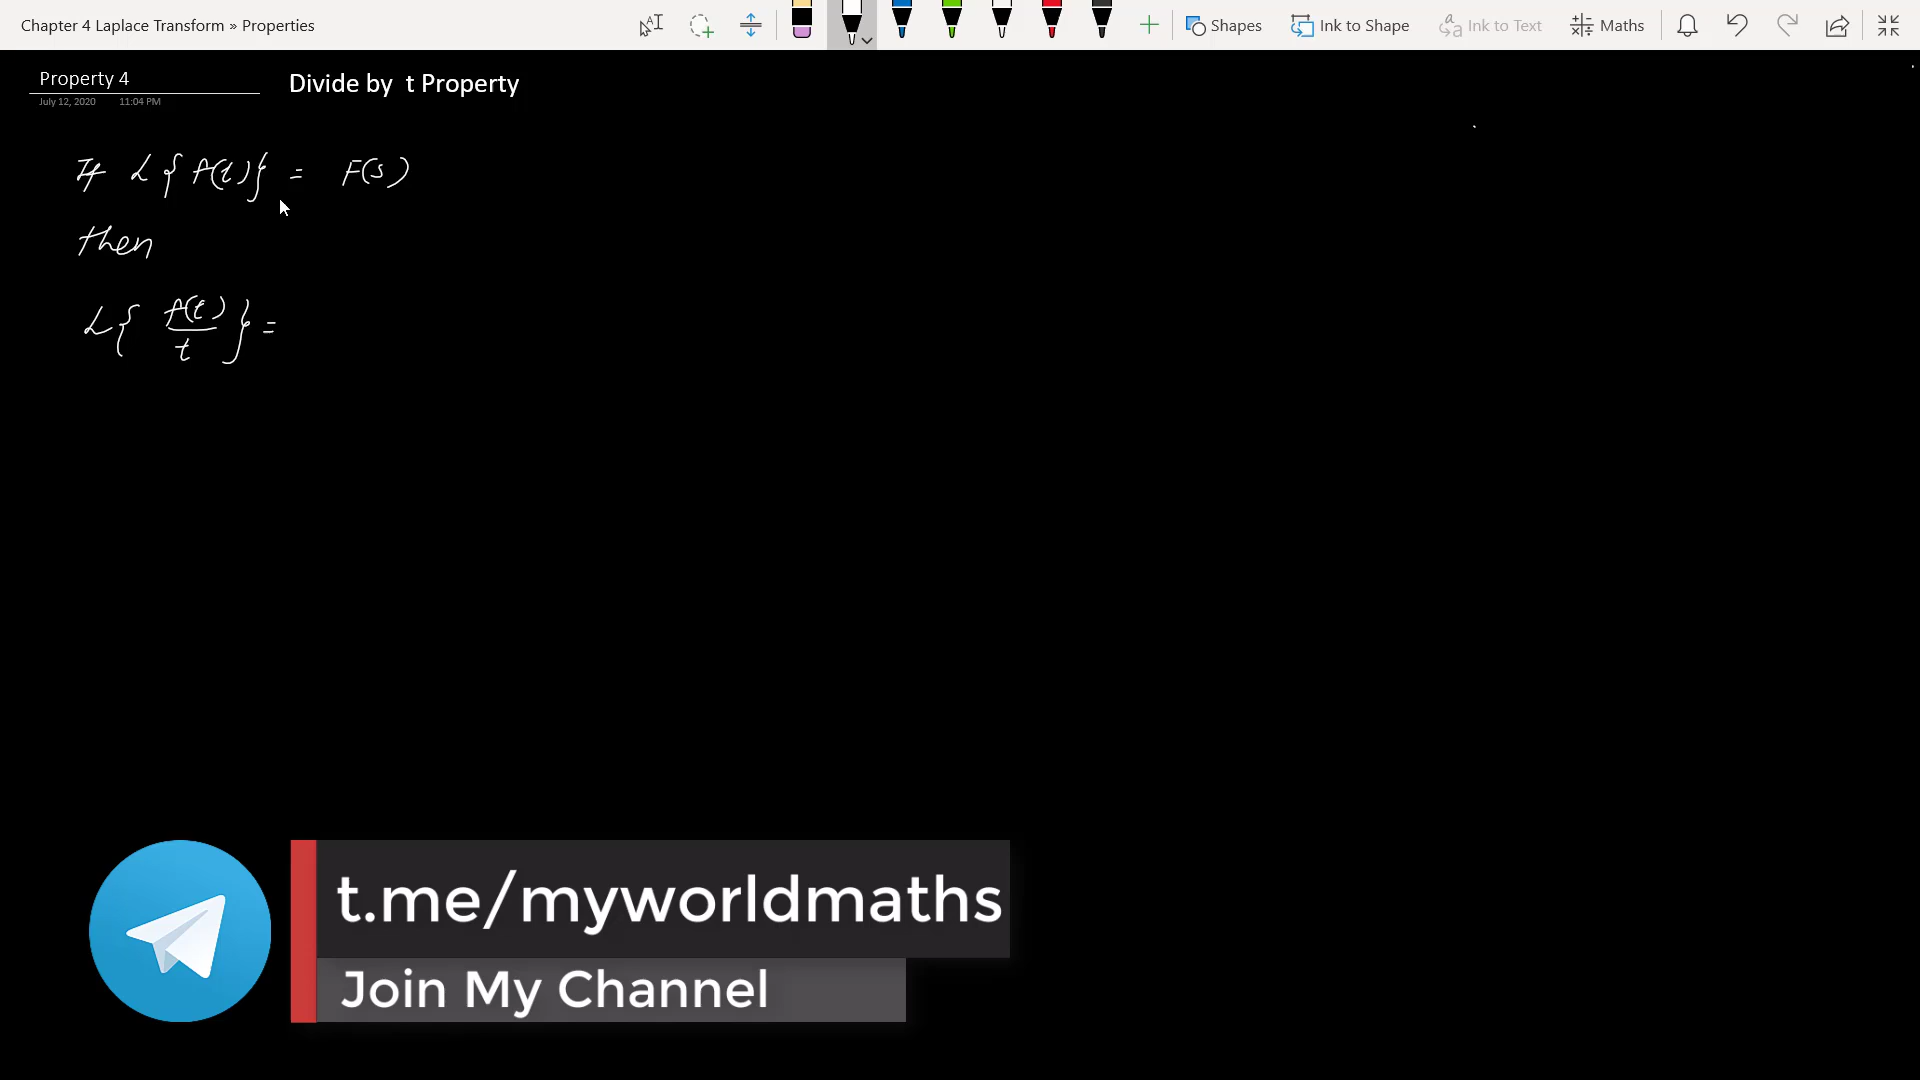 Chapter 4 Laplace Transform » Properties
Shapes
Ink to Shape
Ink to Text
Maths
Property 4
Divide by t Property
July 12, 2020 11:04 PM
If L{f(t)} = F(s)
then
L{f(t)/t} =
t.me/myworldmaths
Join My Channel